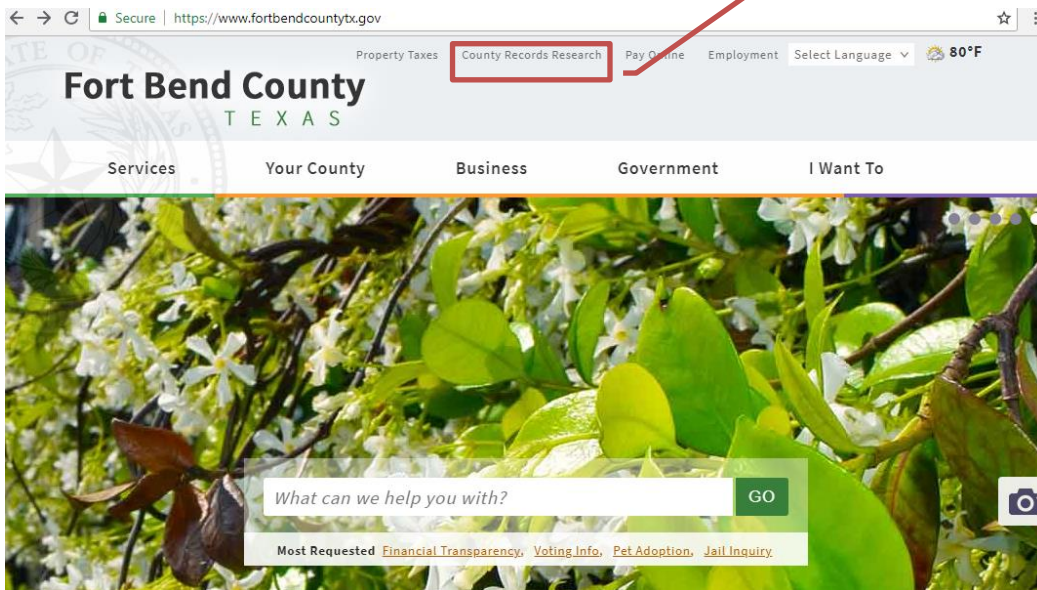 Secure | https://www.fortbendcountytx.gov
Property Taxes County Records Research Pay Online Employment Select Language 80°F
Fort Bend County
TEXAS
Services Your County Business Government I Want To
What can we help you with? GO
Most Requested Financial Transparency, Voting Info, Pet Adoption, Jail Inquiry